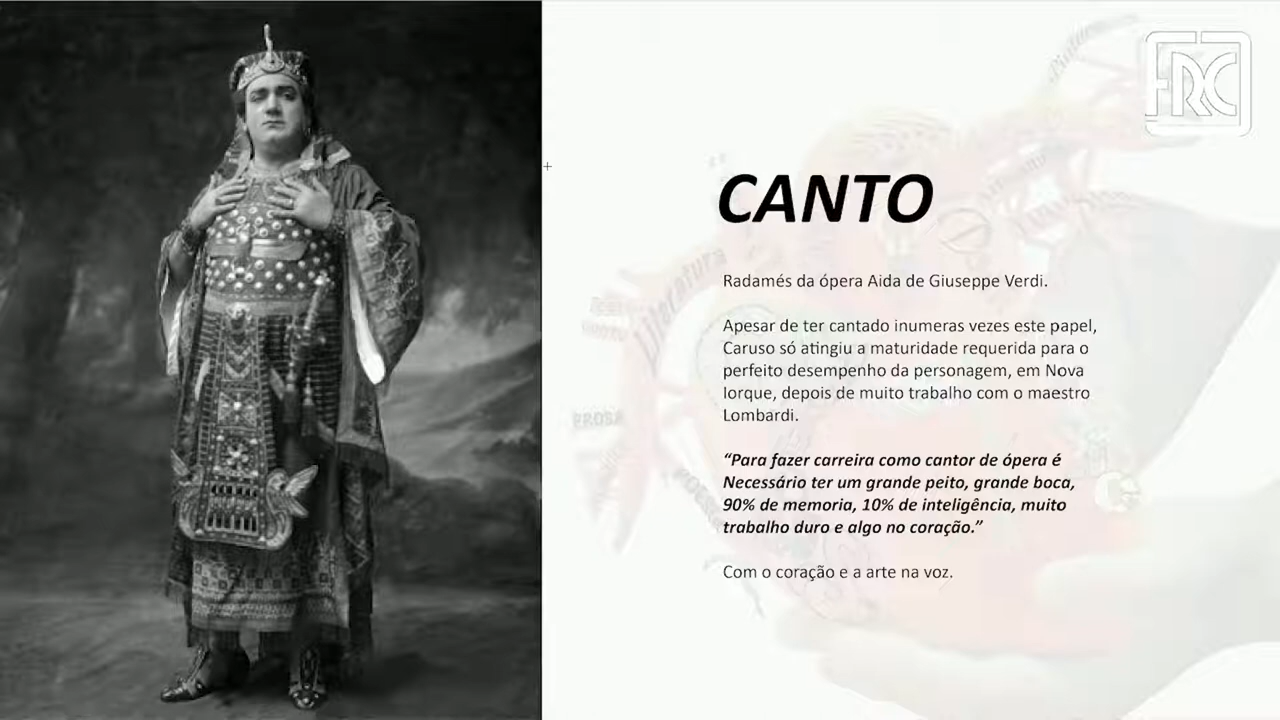 FRC
CANTO
Radamés da ópera Aida de Giuseppe Verdi.
Apesar de ter cantado inumeras vezes este papel,
Caruso só atingiu a maturidade requerida para o
perfeito desempenho da personagem, em Nova
Iorque, depois de muito trabalho com o maestro
Lombardi.
“Para fazer carreira como cantor de ópera é
Necessário ter um grande peito, grande boca,
90% de memoria, 10% de inteligência, muito
trabalho duro e algo no coração.”
Com o coração e a arte na voz.
Literatura
PROSA